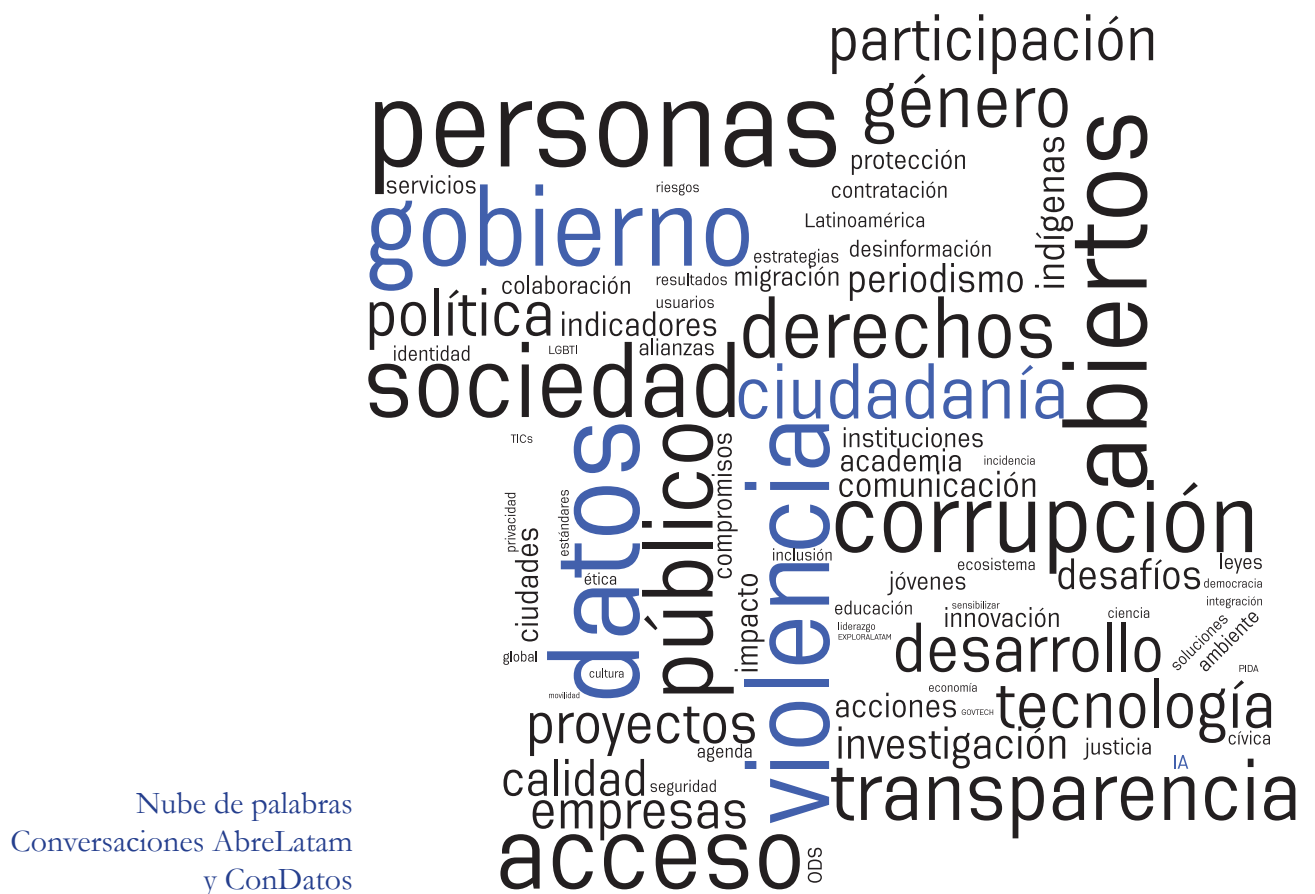 participación
género
personas
protección
servicios
riesgos
contratación
indígenas
abiertos
gobierno
Latinoamérica
estrategias
desinformación
colaboración
resultados
migración
periodismo
usuarios
política
indicadores
derechos
identidad
LGBTI
alianzas
sociedad
ciudadanía
TICs
datos
público
compromisos
violencia
instituciones
academia
incidencia
comunicación
corrupción
privacidad
estándares
ciudades
inclusión
ecosistema
leyes
ética
jóvenes
desafíos
democracia
impacto
educación
sensibilizar
innovación
ciencia
integración
liderazgo
EXPLORALATAM
soluciones
ambiente
global
desarrollo
cultura
PIDA
movilidad
economía
acciones
GOVTECH
tecnología
proyectos
agenda
investigación
justicia
cívica
IA
calidad
seguridad
transparencia
empresas
acceso
ODS
Nube de palabras
Conversaciones AbreLatam
y ConDatos